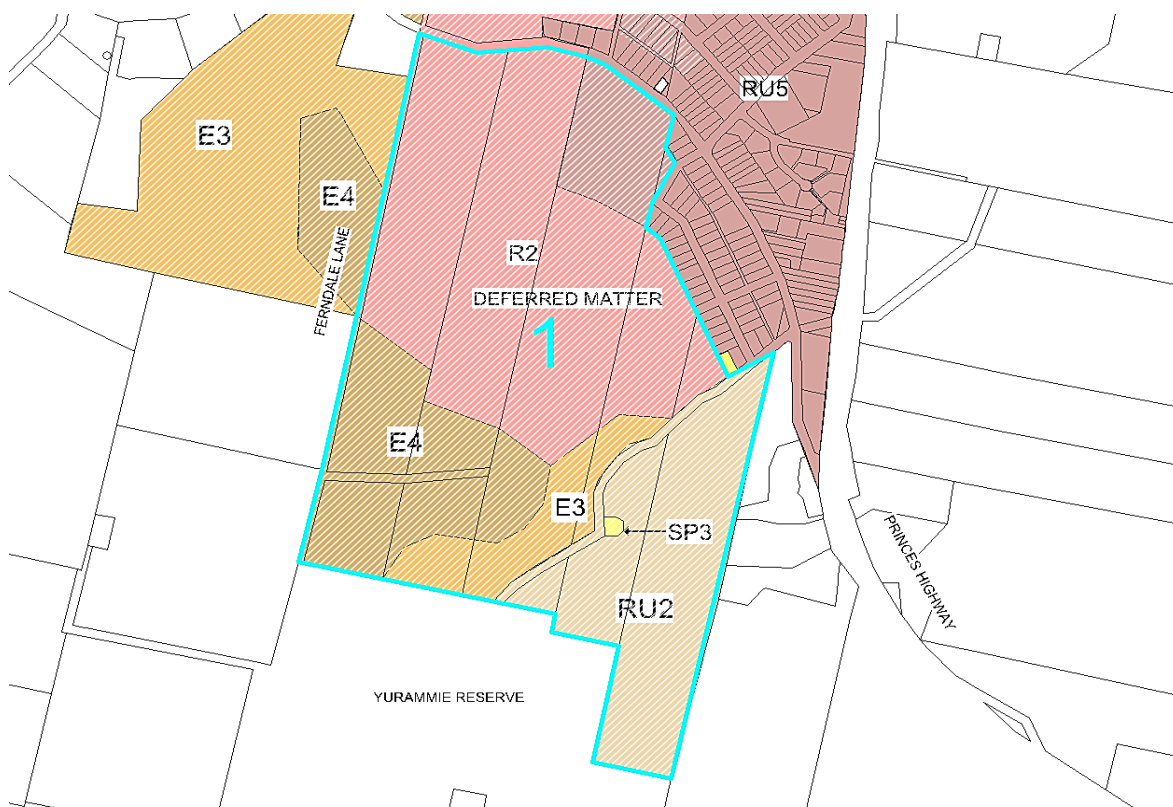 RU5
E3
E4
FERNDALE LANE
R2
DEFERRED MATTER
1
E4
E3
SP3
PRINCES HIGHWAY
RU2
YURAMMIE RESERVE